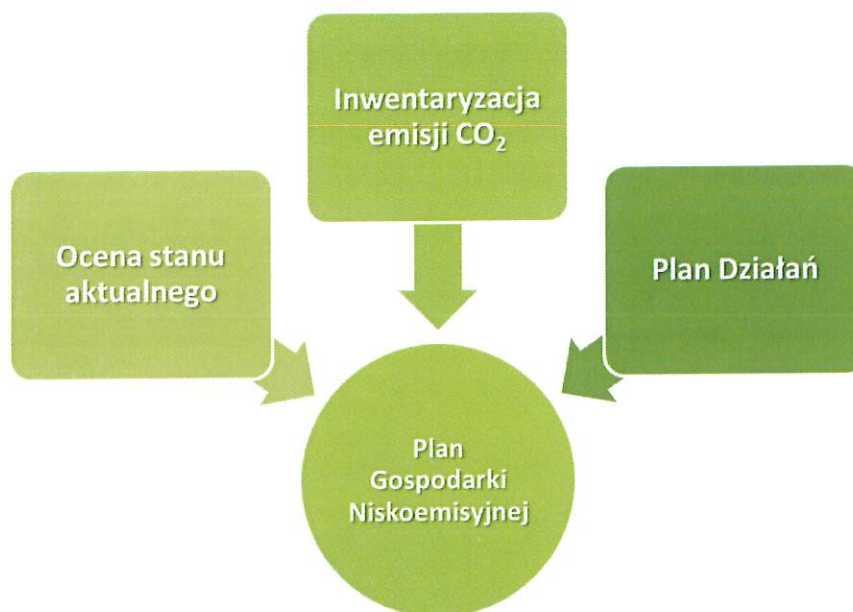 Inwentaryzacja
emisji CO₂
Ocena stanu
aktualnego
Plan Działań
Plan
Gospodarki
Niskoemisyjnej